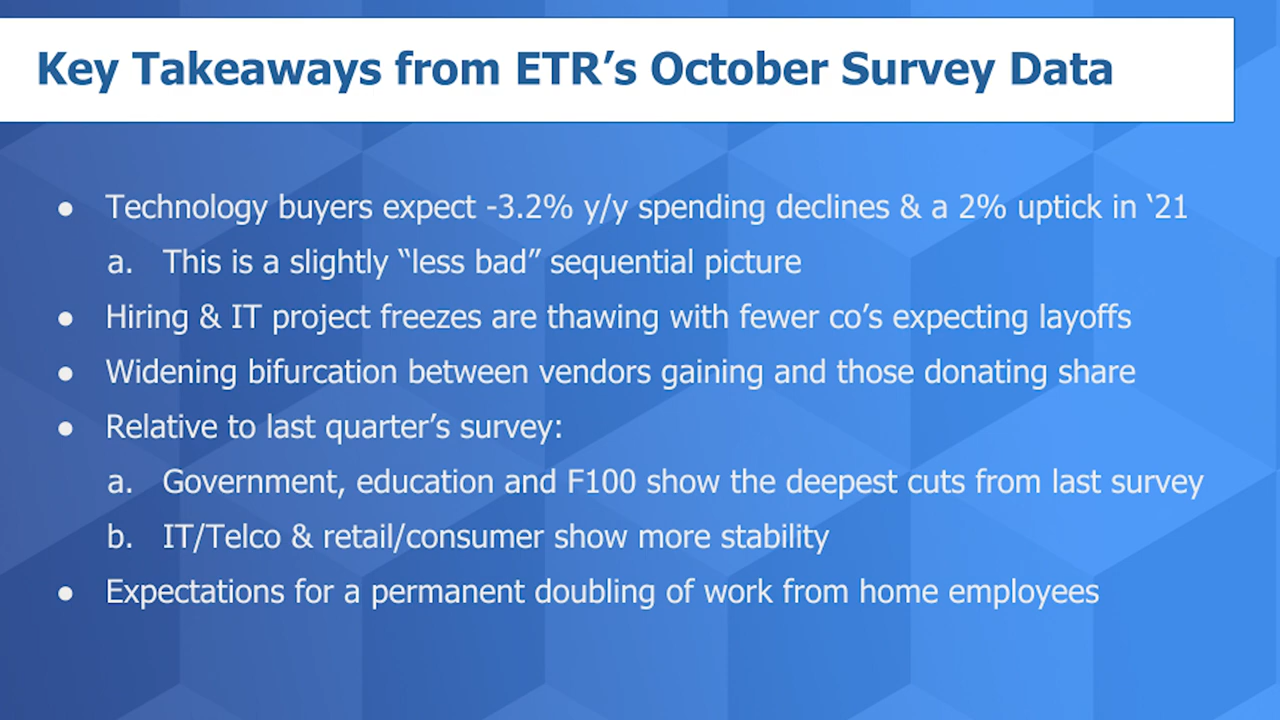 Key Takeaways from ETR’s October Survey Data
● Technology buyers expect -3.2% y/y spending declines & a 2% uptick in ‘21
a. This is a slightly “less bad” sequential picture
● Hiring & IT project freezes are thawing with fewer co’s expecting layoffs
● Widening bifurcation between vendors gaining and those donating share
● Relative to last quarter’s survey:
a. Government, education and F100 show the deepest cuts from last survey
b. IT/Telco & retail/consumer show more stability
● Expectations for a permanent doubling of work from home employees